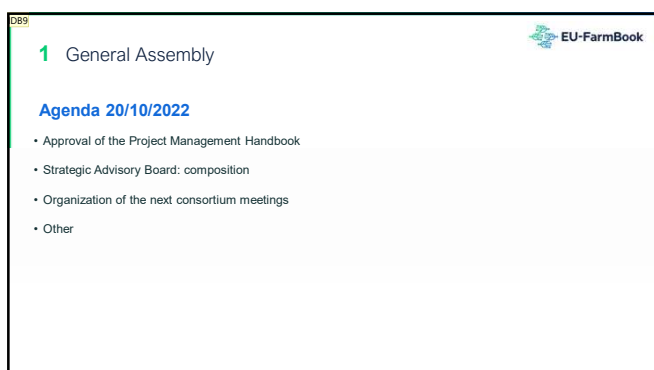 DB9
EU-FarmBook
1 General Assembly
Agenda 20/10/2022
• Approval of the Project Management Handbook
• Strategic Advisory Board: composition
• Organization of the next consortium meetings
• Other